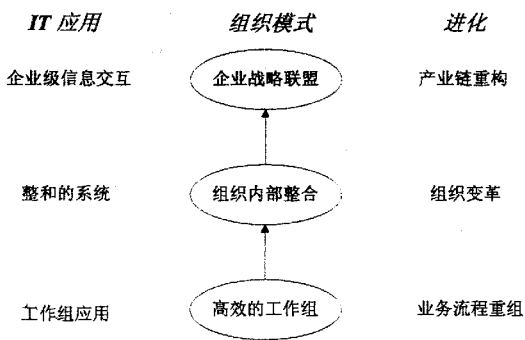 IT 应用 组织模式 进化
企业级信息交互 企业战略联盟 产业链重构
整和的系统 组织内部整合 组织变革
工作组应用 高效的工作组 业务流程重组